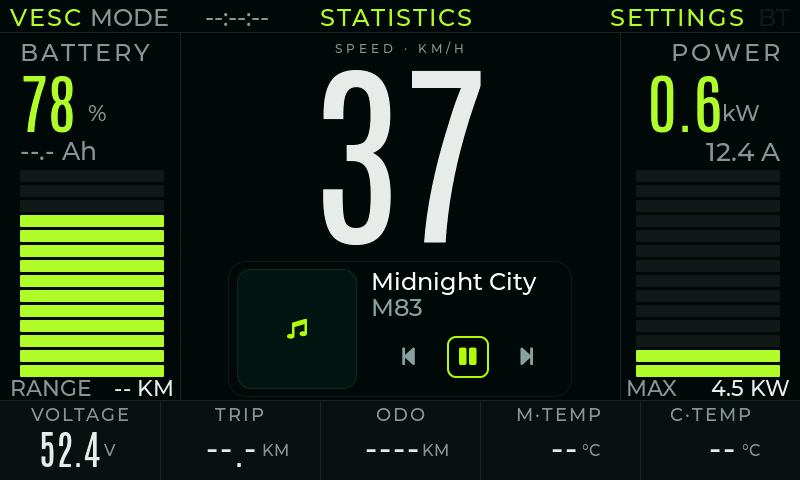 VESC MODE --:--:-- STATISTICS SETTINGS BT
BATTERY
78 %
--.- Ah
RANGE -- KM
SPEED · KM/H
37
Midnight City
M83
POWER
0.6kW
12.4 A
MAX 4.5 KW
VOLTAGE
52.4 V
TRIP
--.- KM
ODO
---- KM
M·TEMP
-- °C
C·TEMP
-- °C